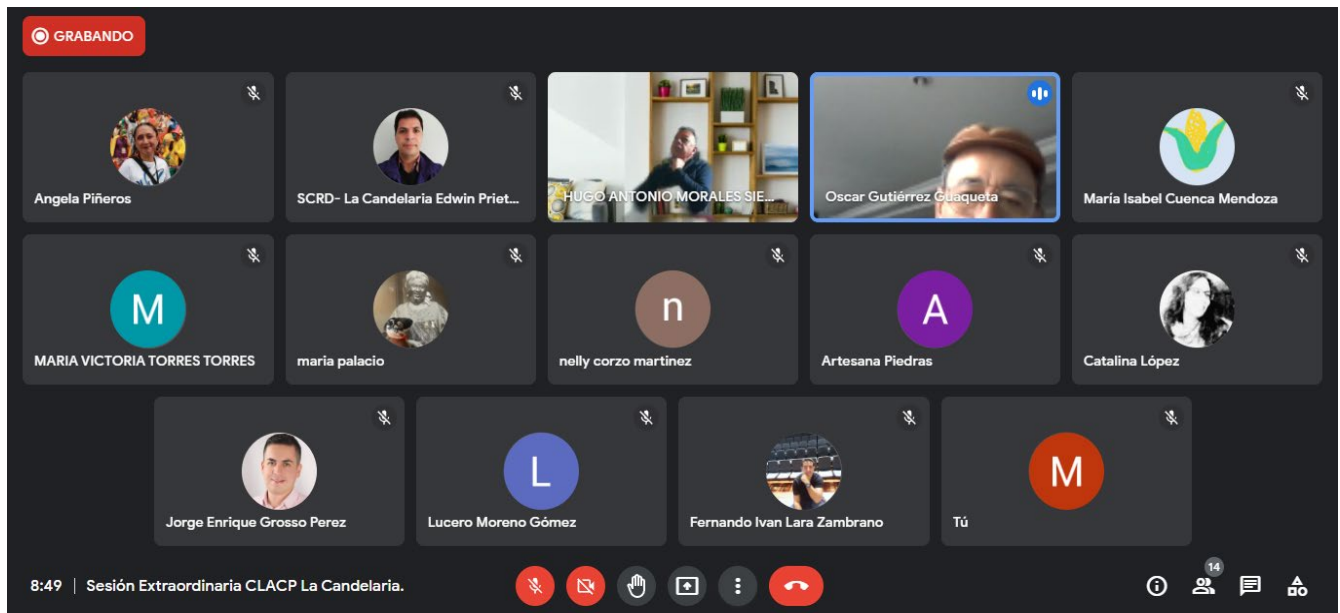 GRABANDO
Angela Piñeros
SCRD- La Candelaria Edwin Priet...
HUGO ANTONIO MORALES SIE...
Oscar Gutiérrez Guaqueta
María Isabel Cuenca Mendoza
M
MARIA VICTORIA TORRES TORRES
maria palacio
n
nelly corzo martinez
A
Artesana Piedras
Catalina López
Jorge Enrique Grosso Perez
L
Lucero Moreno Gómez
Fernando Ivan Lara Zambrano
M
Tú
8:49 | Sesión Extraordinaria CLACP La Candelaria.
14